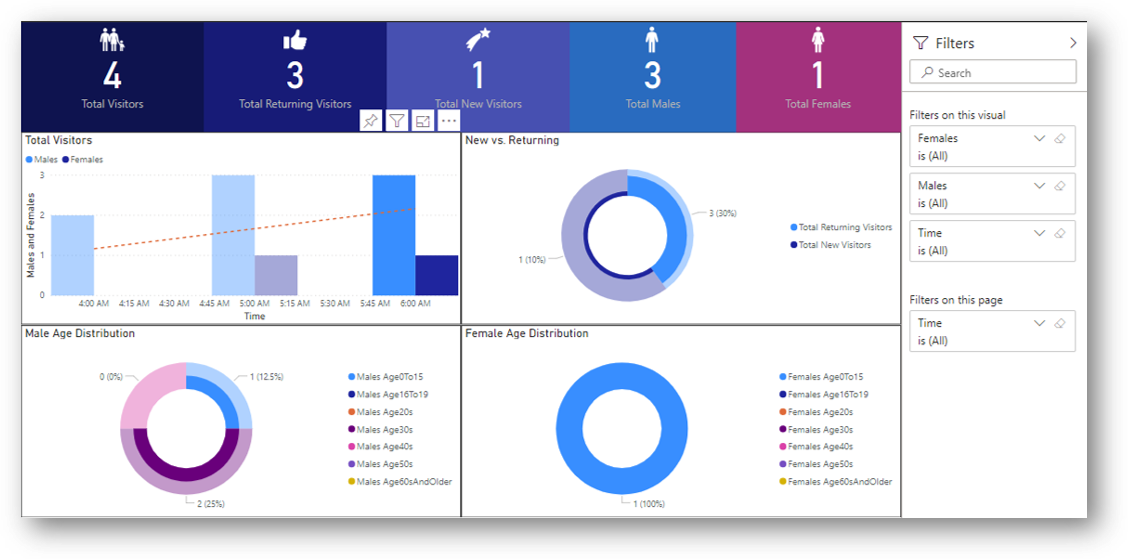 4
Total Visitors
3
Total Returning Visitors
1
Total New Visitors
3
Total Males
1
Total Females
Total Visitors
Males Females
Males and Females
3
2
1
0
4:00 AM 4:15 AM 4:30 AM 4:45 AM 5:00 AM 5:15 AM 5:30 AM 5:45 AM 6:00 AM
Time
New vs. Returning
3 (30%)
1 (10%)
Total Returning Visitors
Total New Visitors
Male Age Distribution
0 (0%)
1 (12.5%)
2 (25%)
Males Age0To15
Males Age16To19
Males Age20s
Males Age30s
Males Age40s
Males Age50s
Males Age60sAndOlder
Female Age Distribution
1 (100%)
Females Age0To15
Females Age16To19
Females Age20s
Females Age30s
Females Age40s
Females Age50s
Females Age60sAndOlder
Filters
Search
Filters on this visual
Females
is (All)
Males
is (All)
Time
is (All)
Filters on this page
Time
is (All)